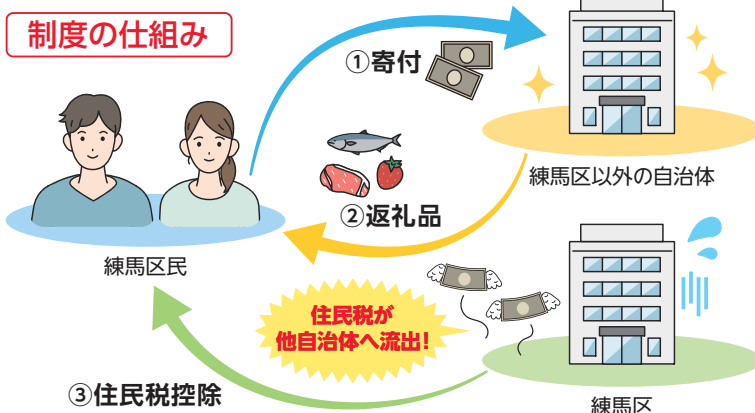 制度の仕組み
①寄付
練馬区以外の自治体
②返礼品
練馬区民
住民税が
他自治体へ流出!
③住民税控除
練馬区